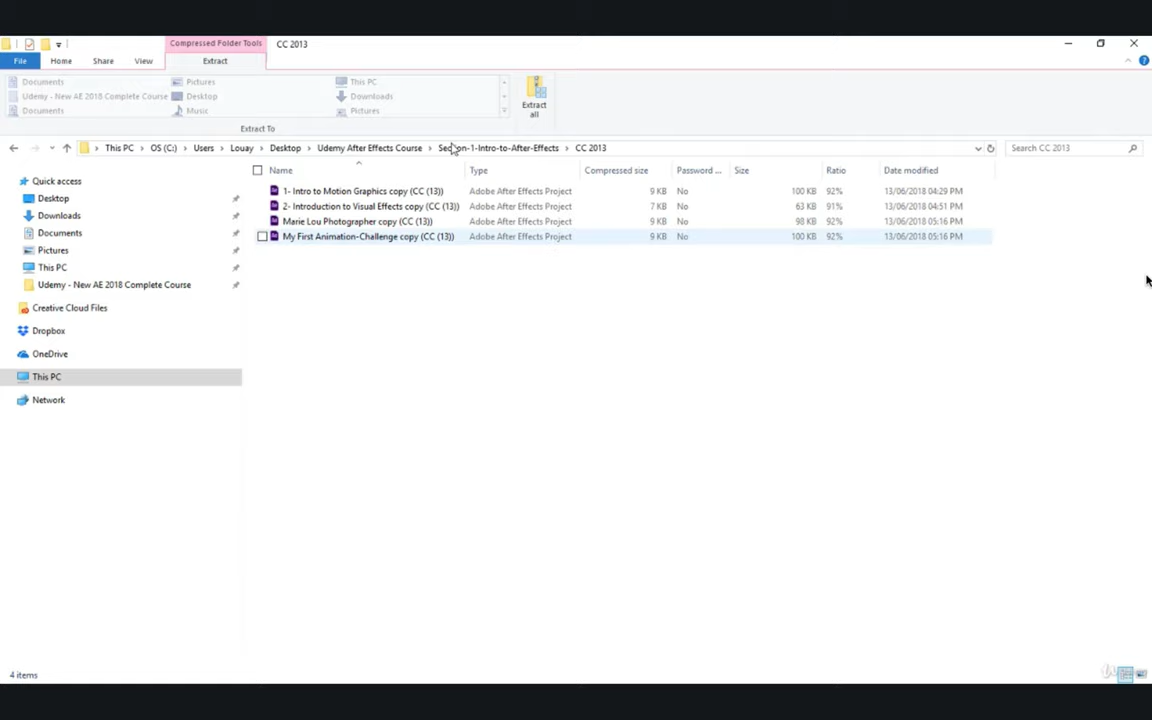 Compressed Folder Tools CC 2013
File Home Share View Extract
Documents Pictures This PC
Udemy - New AE 2018 Complete Course Desktop Downloads
Documents Music Pictures
Extract all
Extract To
This PC > OS (C:) > Users > Louay > Desktop > Udemy After Effects Course > Section-1-Intro-to-After-Effects > CC 2013
Search CC 2013
Name Type Compressed size Password ... Size Ratio Date modified
1- Intro to Motion Graphics copy (CC (13)) Adobe After Effects Project 9 KB No 100 KB 92% 13/06/2018 04:29 PM
2- Introduction to Visual Effects copy (CC (13)) Adobe After Effects Project 7 KB No 63 KB 91% 13/06/2018 04:51 PM
Marie Lou Photographer copy (CC (13)) Adobe After Effects Project 9 KB No 98 KB 92% 13/06/2018 05:16 PM
My First Animation-Challenge copy (CC (13)) Adobe After Effects Project 9 KB No 100 KB 92% 13/06/2018 05:16 PM
Quick access
Desktop
Downloads
Documents
Pictures
This PC
Udemy - New AE 2018 Complete Course
Creative Cloud Files
Dropbox
OneDrive
This PC
Network
4 items